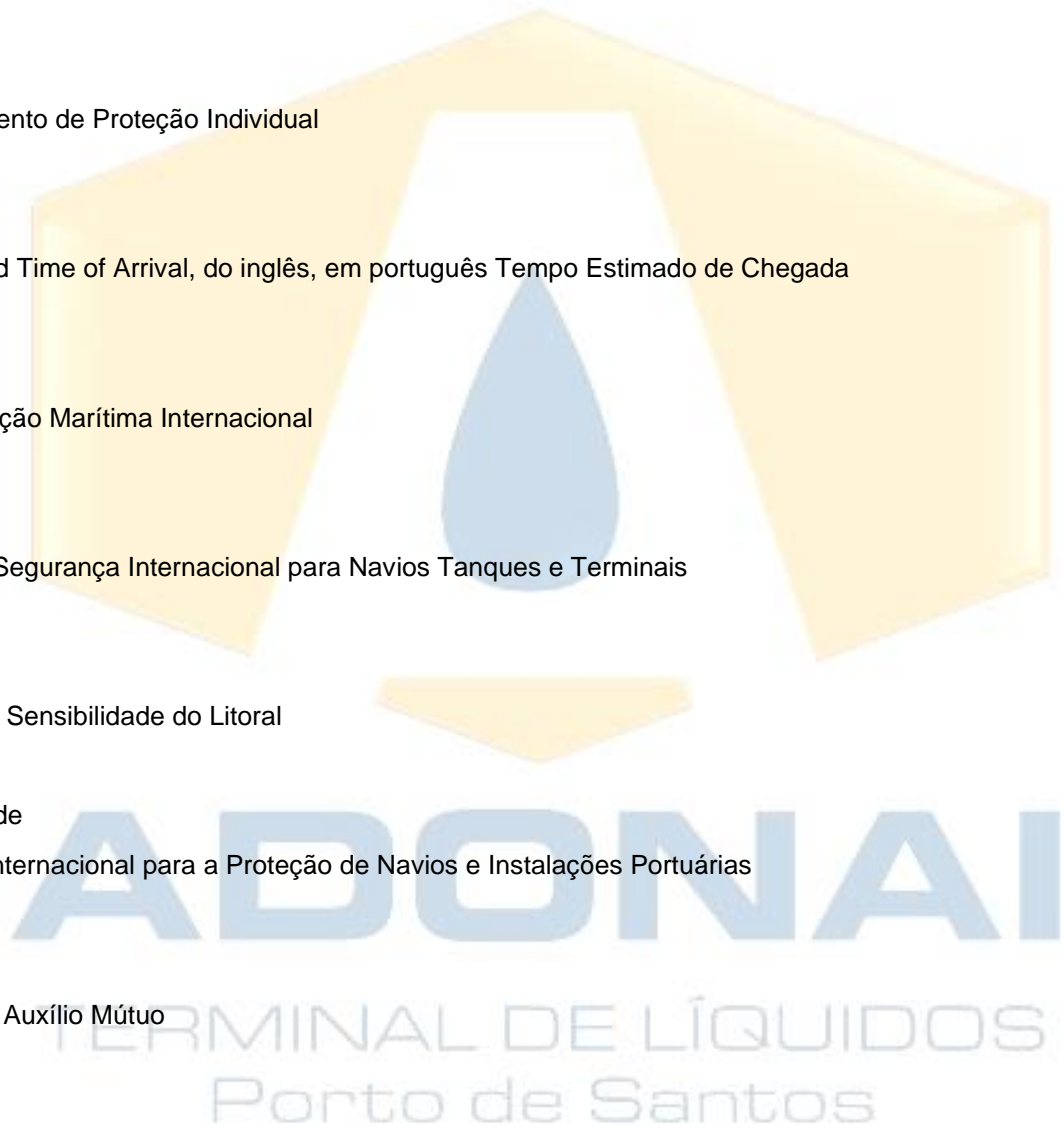 ento de Proteção Individual
d Time of Arrival, do inglês, em português Tempo Estimado de Chegada
ção Marítima Internacional
Segurança Internacional para Navios Tanques e Terminais
Sensibilidade do Litoral
de
nternacional para a Proteção de Navios e Instalações Portuárias
ADONAI
Auxílio Mútuo
TERMINAL DE LÍQUIDOS
Porto de Santos